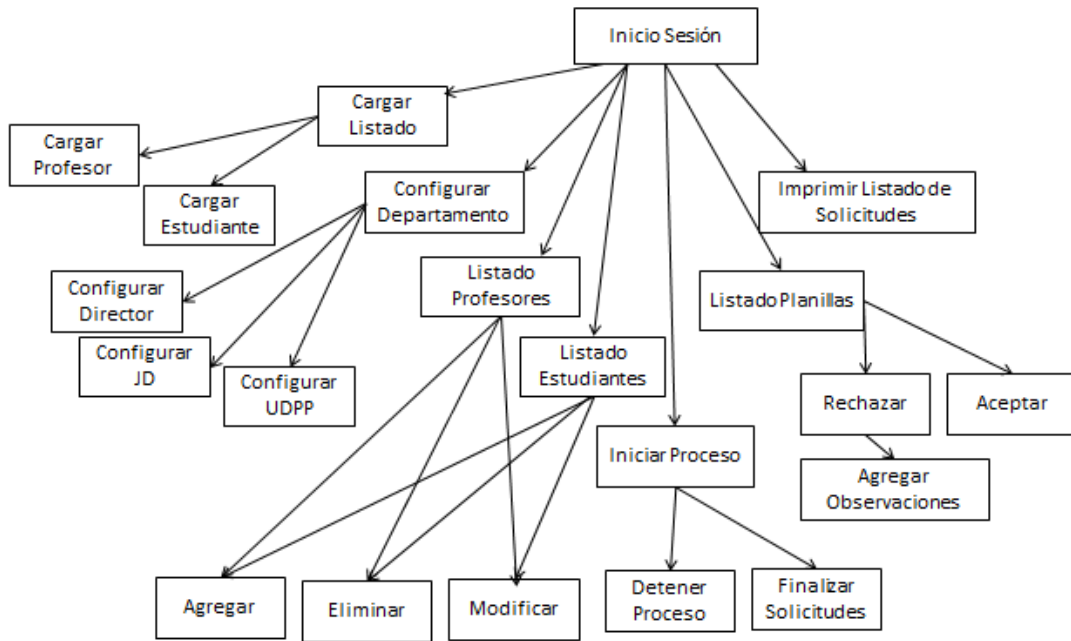 Inicio Sesión
Cargar
Listado
Cargar
Profesor
Cargar
Estudiante
Configurar
Departamento
Imprimir Listado de
Solicitudes
Configurar
Director
Listado
Profesores
Listado Planillas
Configurar
JD
Configurar
UDPP
Listado
Estudiantes
Rechazar
Aceptar
Iniciar Proceso
Agregar
Observaciones
Agregar
Eliminar
Modificar
Detener
Proceso
Finalizar
Solicitudes